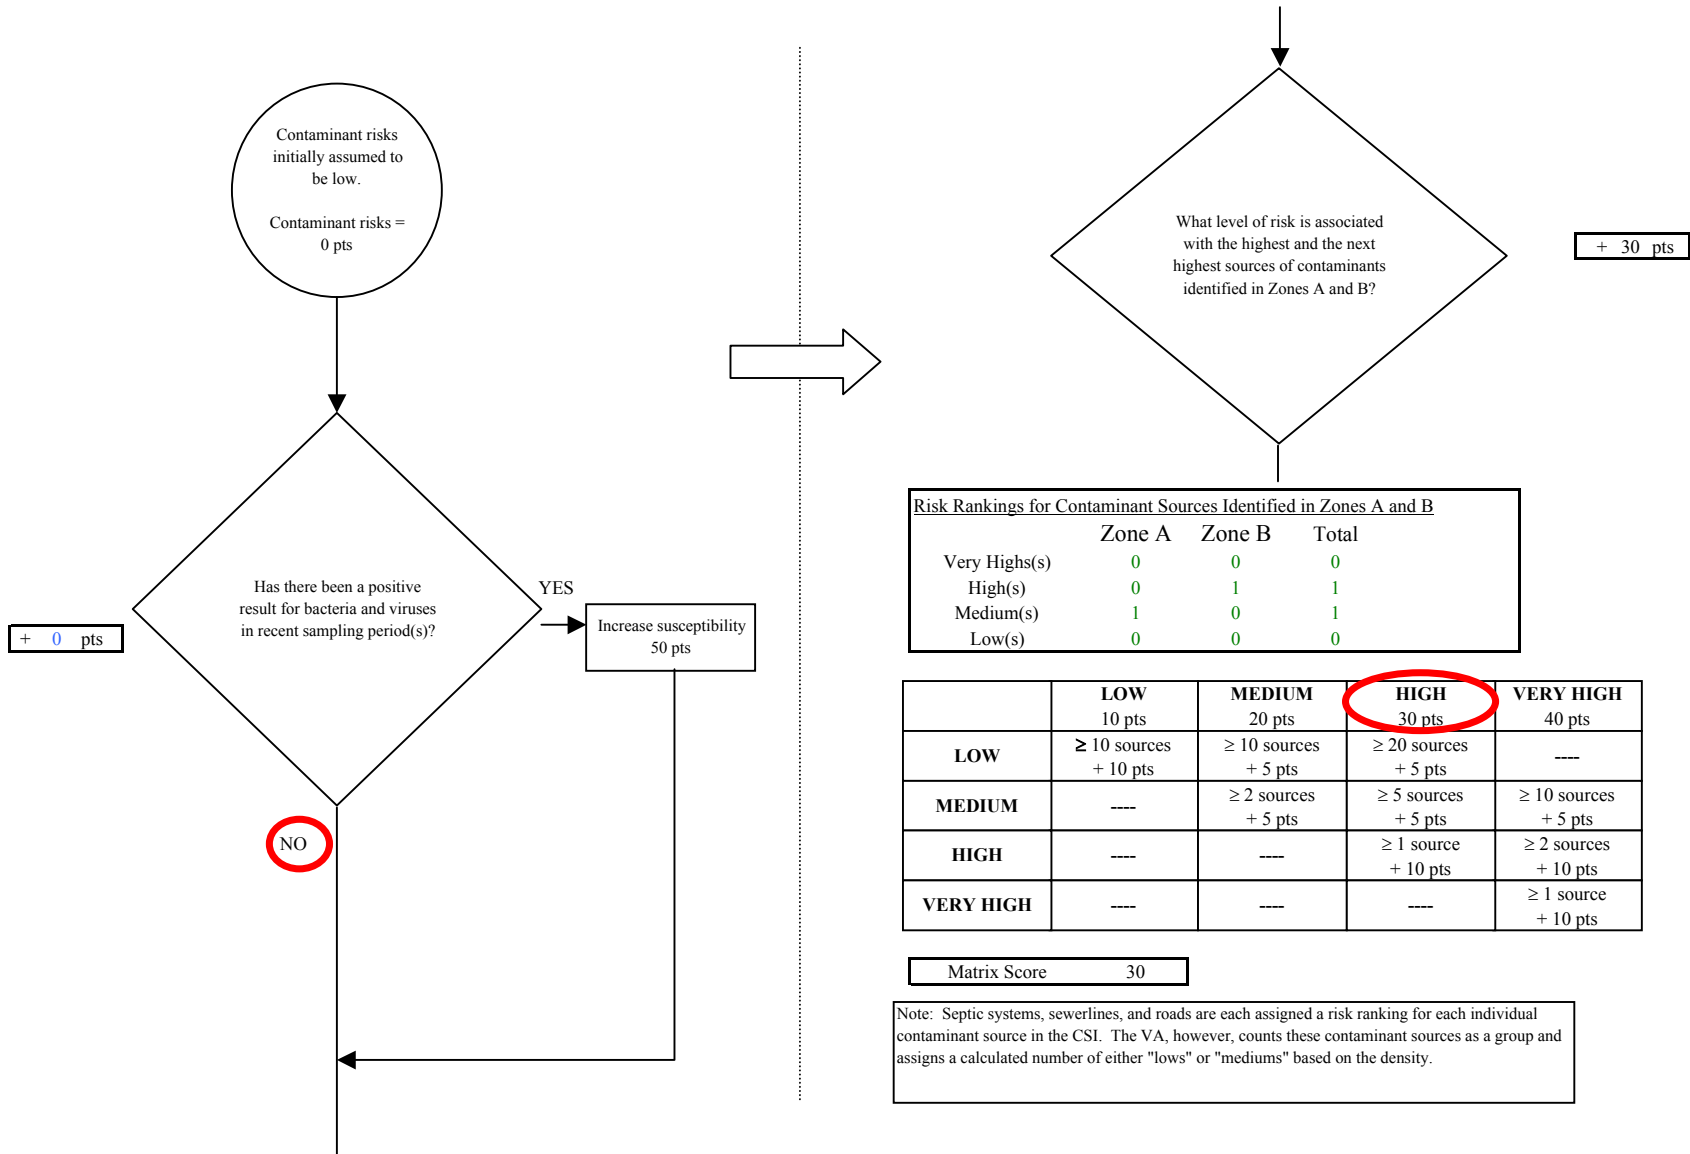 Contaminant risks
initially assumed to
be low.
Contaminant risks =
0 pts
Has there been a positive
result for bacteria and viruses
in recent sampling period(s)?
+ 0 pts
YES
Increase susceptibility
50 pts
NO
What level of risk is associated
with the highest and the next
highest sources of contaminants
identified in Zones A and B?
+ 30 pts
Risk Rankings for Contaminant Sources Identified in Zones A and B
Zone A Zone B Total
Very Highs(s) 0 0 0
High(s) 0 1 1
Medium(s) 1 0 1
Low(s) 0 0 0
LOW MEDIUM HIGH VERY HIGH
10 pts 20 pts 30 pts 40 pts
LOW ≥ 10 sources ≥ 10 sources ≥ 20 sources ----
+ 10 pts + 5 pts + 5 pts
MEDIUM ---- ≥ 2 sources ≥ 5 sources ≥ 10 sources
+ 5 pts + 5 pts + 5 pts
HIGH ---- ---- ≥ 1 source ≥ 2 sources
+ 10 pts + 10 pts
VERY HIGH ---- ---- ---- ≥ 1 source
+ 10 pts
Matrix Score 30
Note: Septic systems, sewerlines, and roads are each assigned a risk ranking for each individual
contaminant source in the CSI. The VA, however, counts these contaminant sources as a group and
assigns a calculated number of either "lows" or "mediums" based on the density.